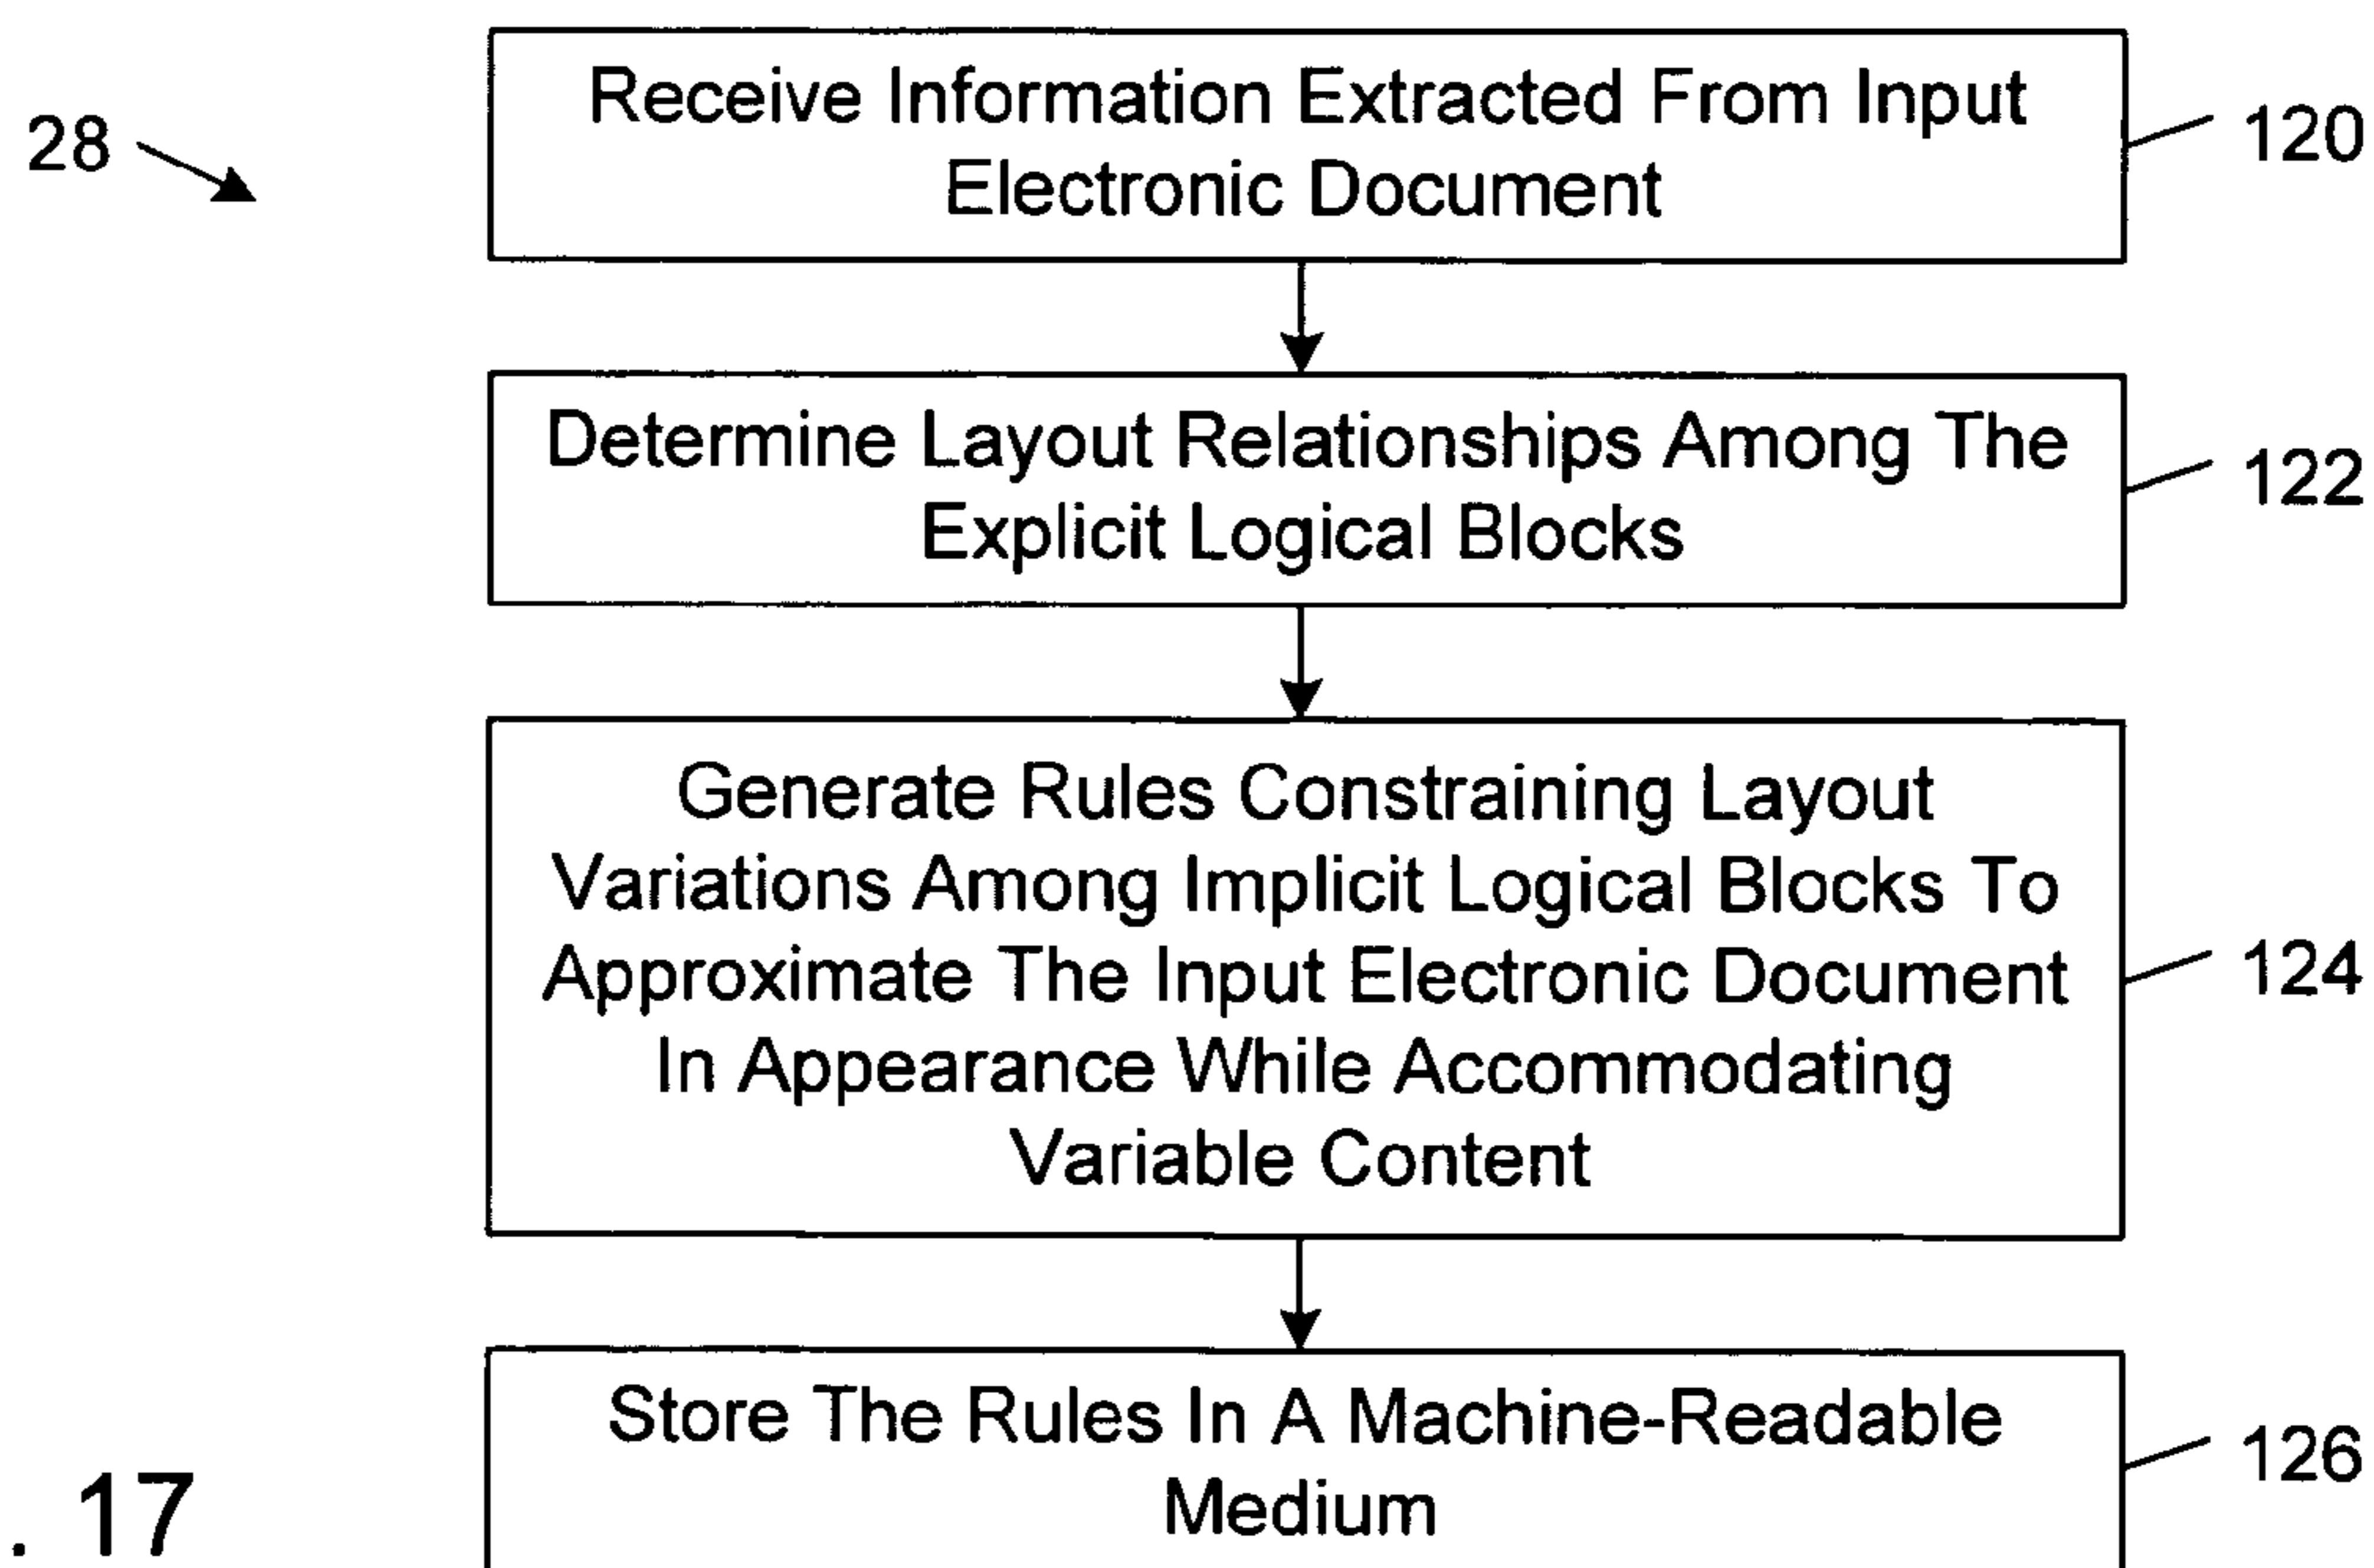 Receive Information Extracted From Input
Electronic Document
28
120
Determine Layout Relationships Among The
Explicit Logical Blocks
122
Generate Rules Constraining Layout
Variations Among Implicit Logical Blocks To
Approximate The Input Electronic Document
In Appearance While Accommodating
Variable Content
124
Store The Rules In A Machine-Readable
Medium
126
. 17